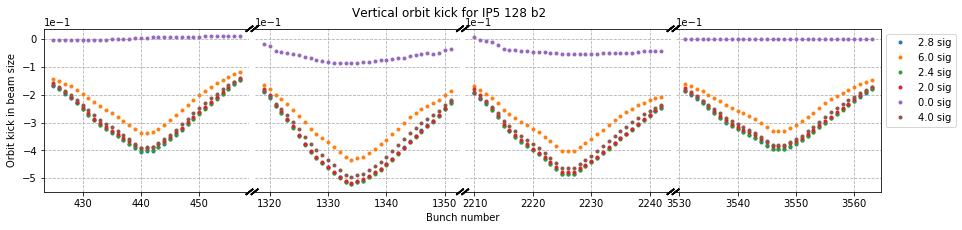 Vertical orbit kick for IP5 128 b2
1e−1 1e−1 1e−1 1e−1
0
−1
−2
−3
−4
−5
Orbit kick in beam size
430 440 450 1320 1330 1340 1350 2210 2220 2230 2240 3530 3540 3550 3560
Bunch number
2.8 sig
6.0 sig
2.4 sig
2.0 sig
0.0 sig
4.0 sig